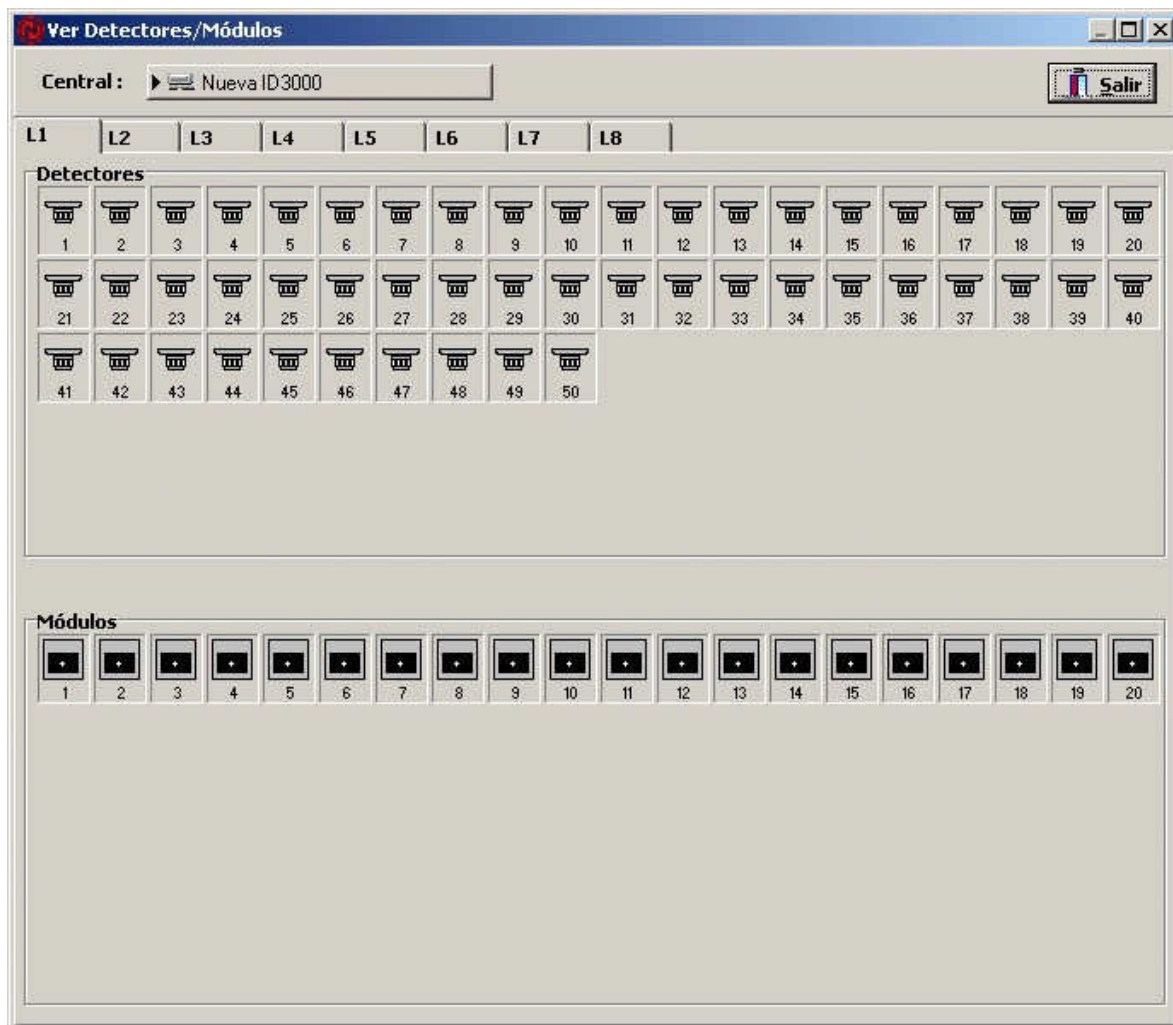 Ver Detectores/Módulos
Central : Nueva ID3000 Salir
L1 L2 L3 L4 L5 L6 L7 L8
Detectores
1 2 3 4 5 6 7 8 9 10 11 12 13 14 15 16 17 18 19 20
21 22 23 24 25 26 27 28 29 30 31 32 33 34 35 36 37 38 39 40
41 42 43 44 45 46 47 48 49 50
Módulos
1 2 3 4 5 6 7 8 9 10 11 12 13 14 15 16 17 18 19 20